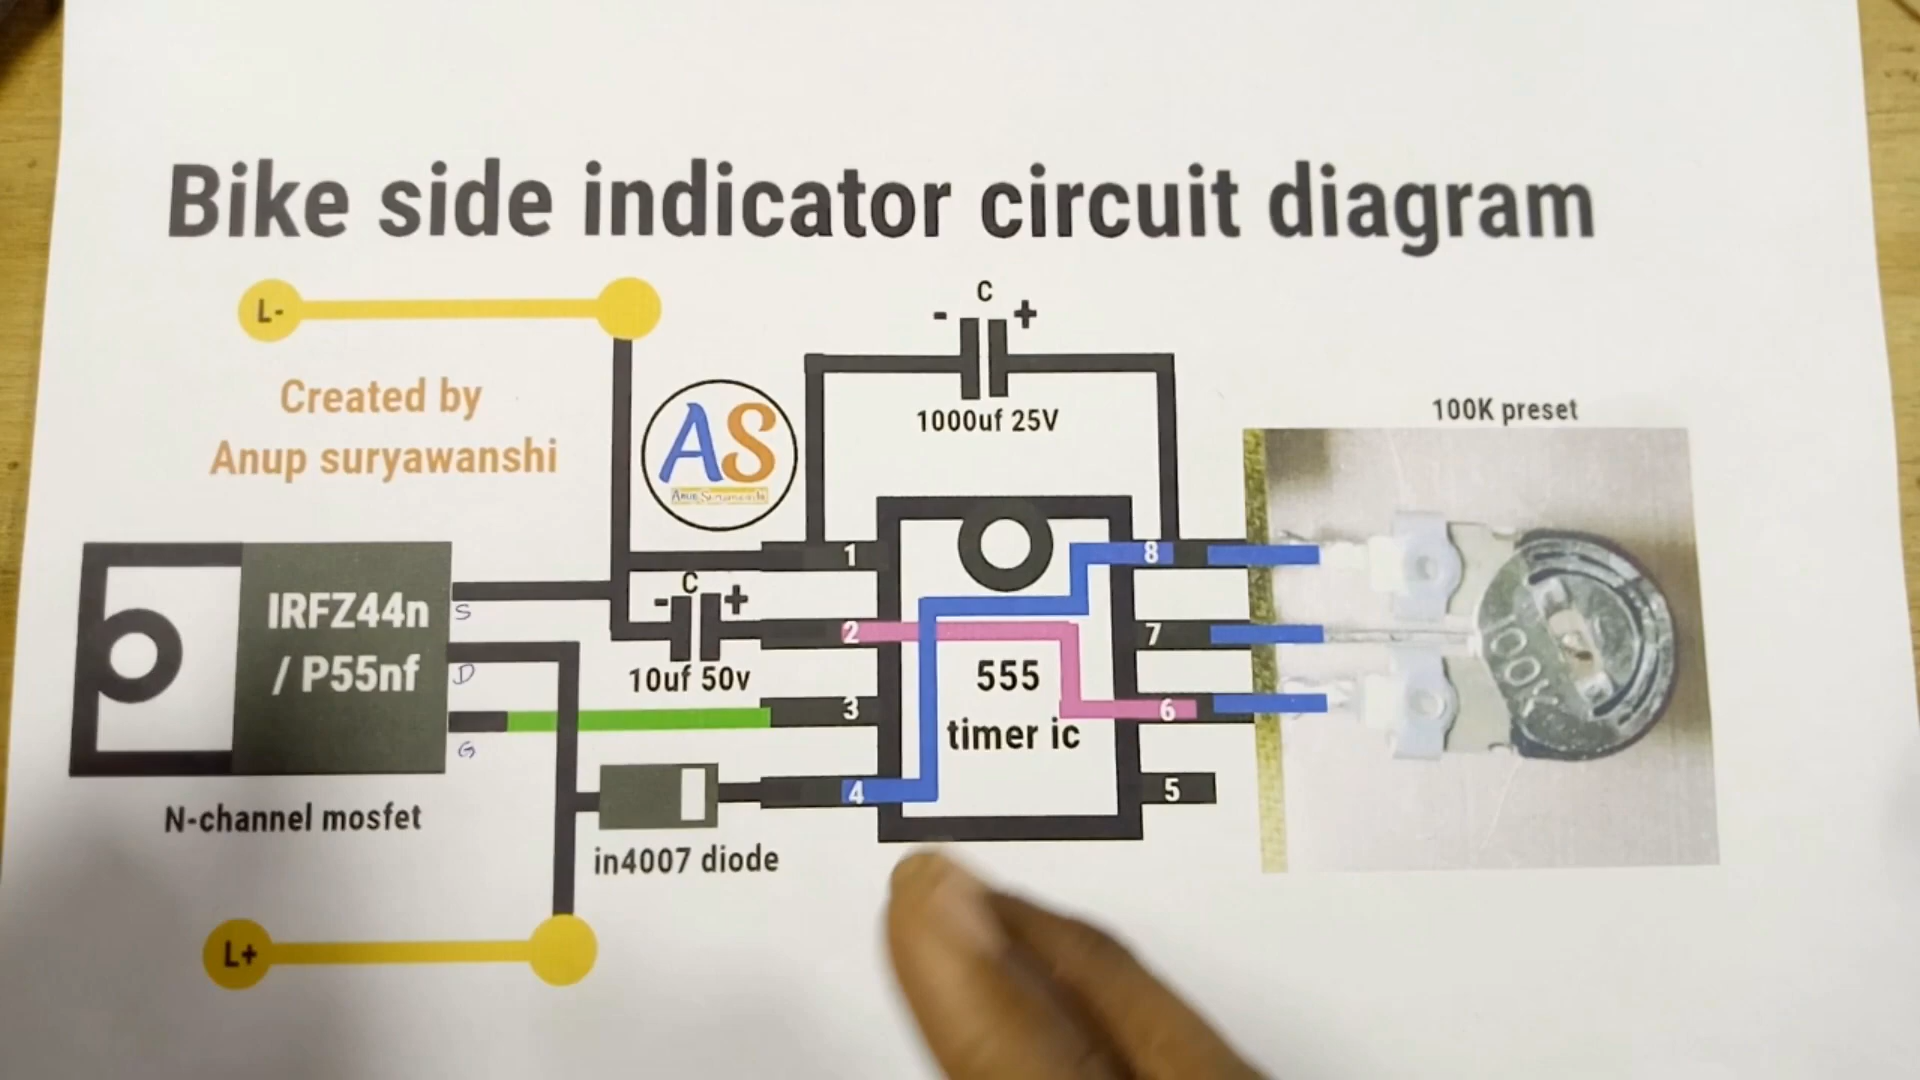 Bike side indicator circuit diagram
L-
Created by
Anup suryawanshi
AS
C
- +
1000uf 25V
100K preset
IRFZ44n
/ P55nf
S
D
G
N-channel mosfet
C
- +
10uf 50v
1
2
3
4
8
7
6
5
555
timer ic
100K
in4007 diode
L+